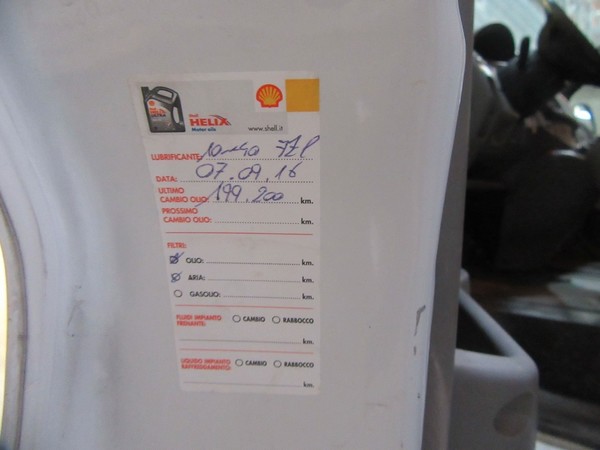 Shell
HELIX
Motor oils
www.shell.it
LUBRIFICANTE: 10W40
DATA: 07.09.16
ULTIMO
CAMBIO OLIO: 199.200 km.
PROSSIMO
CAMBIO OLIO: km.
FILTRI:
OLIO: km.
ARIA: km.
GASOLIO: km.
FLUIDI IMPIANTO
FRENANTE: CAMBIO RABBOCCO
km.
LIQUIDO IMPIANTO
RAFFREDDAMENTO: CAMBIO RABBOCCO
km.